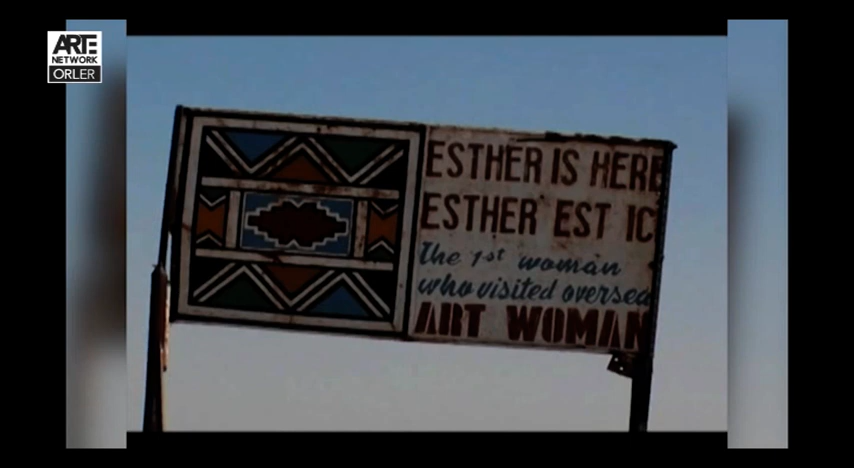 ARTE
NETWORK
ORLER
ESTHER IS HERE
ESTHER EST IC
The 1st woman
who visited oversea
ART WOMAN